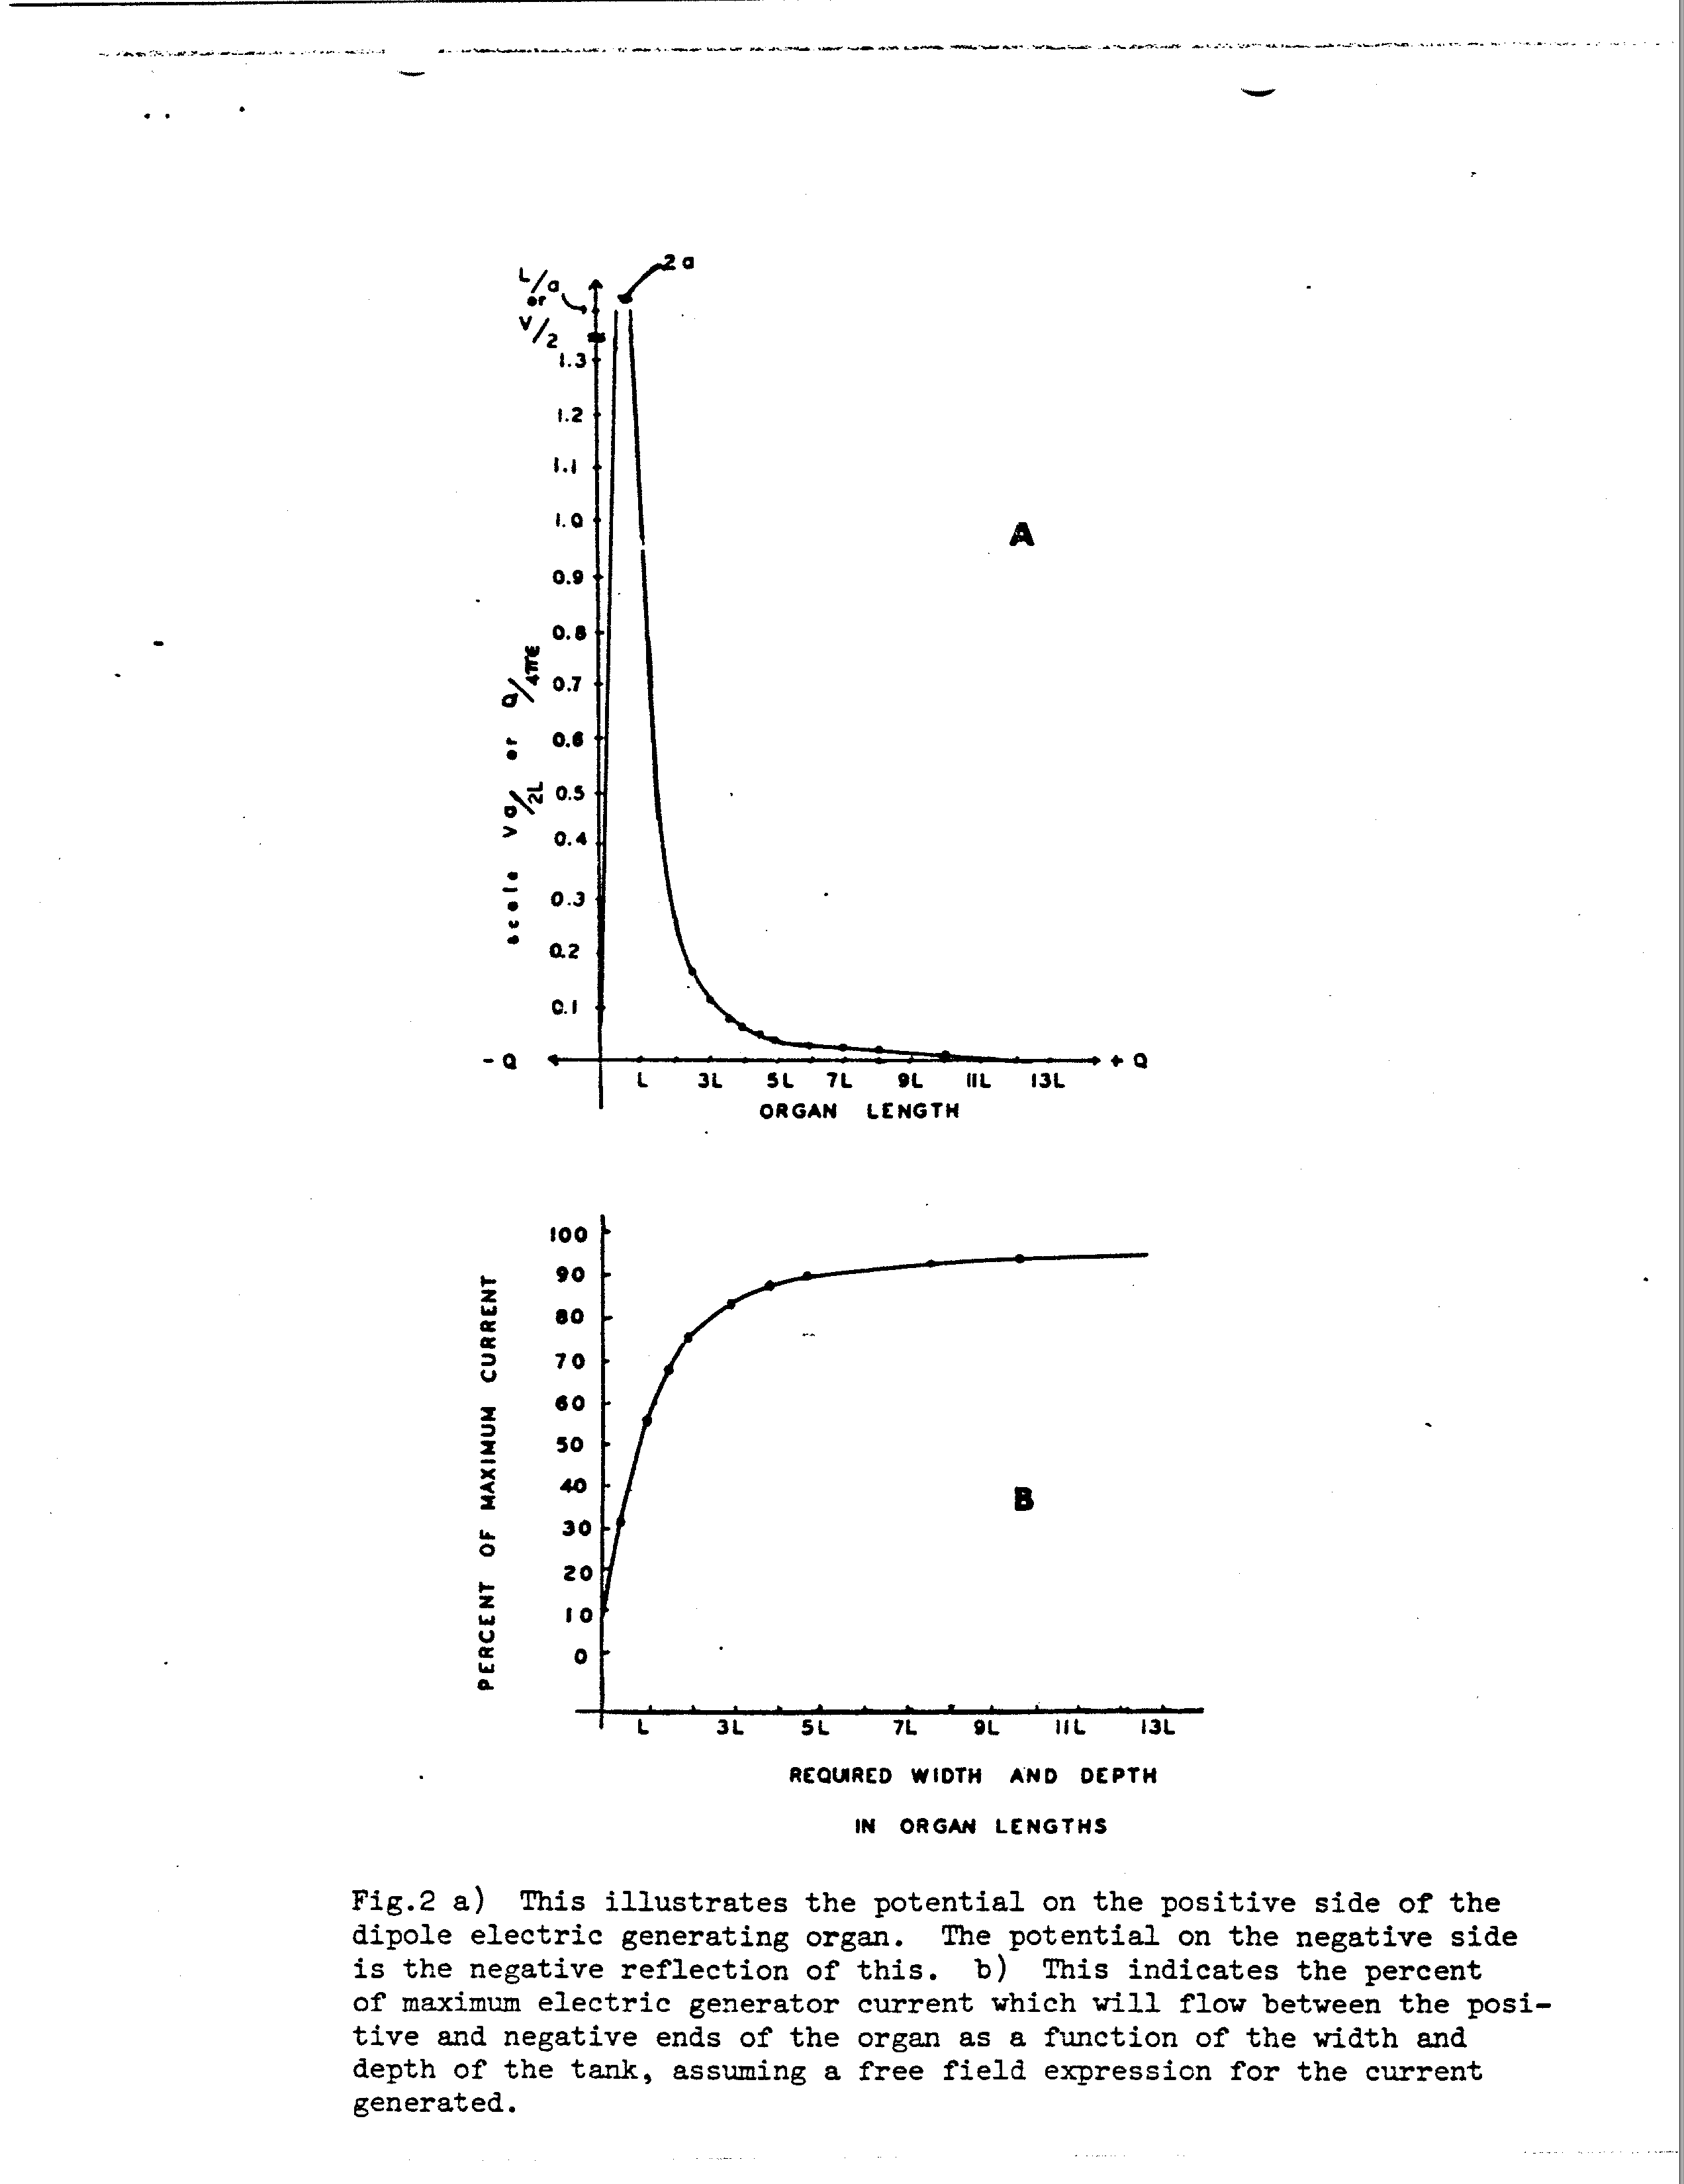 2a
L/a
or
V/2
1.3
1.2
1.1
1.0
0.9
0.8
0.7
0.6
0.5
0.4
0.3
0.2
0.1
scale Va/2L or Q/4πε
A
- Q
+ Q
L 3L 5L 7L 9L 11L 13L
ORGAN LENGTH
100
90
80
70
60
50
40
30
20
10
0
PERCENT OF MAXIMUM CURRENT
B
L 3L 5L 7L 9L 11L 13L
REQUIRED WIDTH AND DEPTH
IN ORGAN LENGTHS
Fig.2 a) This illustrates the potential on the positive side of the
dipole electric generating organ. The potential on the negative side
is the negative reflection of this. b) This indicates the percent
of maximum electric generator current which will flow between the posi-
tive and negative ends of the organ as a function of the width and
depth of the tank, assuming a free field expression for the current
generated.